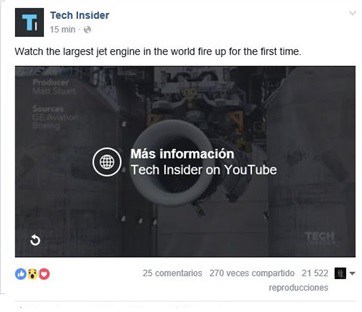 Tech Insider
15 min ·
Watch the largest jet engine in the world fire up for the first time.
Producer
Matt Stuart
Sources
GE Aviation
Boeing
Más información
Tech Insider on YouTube
TECH
25 comentarios 270 veces compartido 21 522
reproducciones